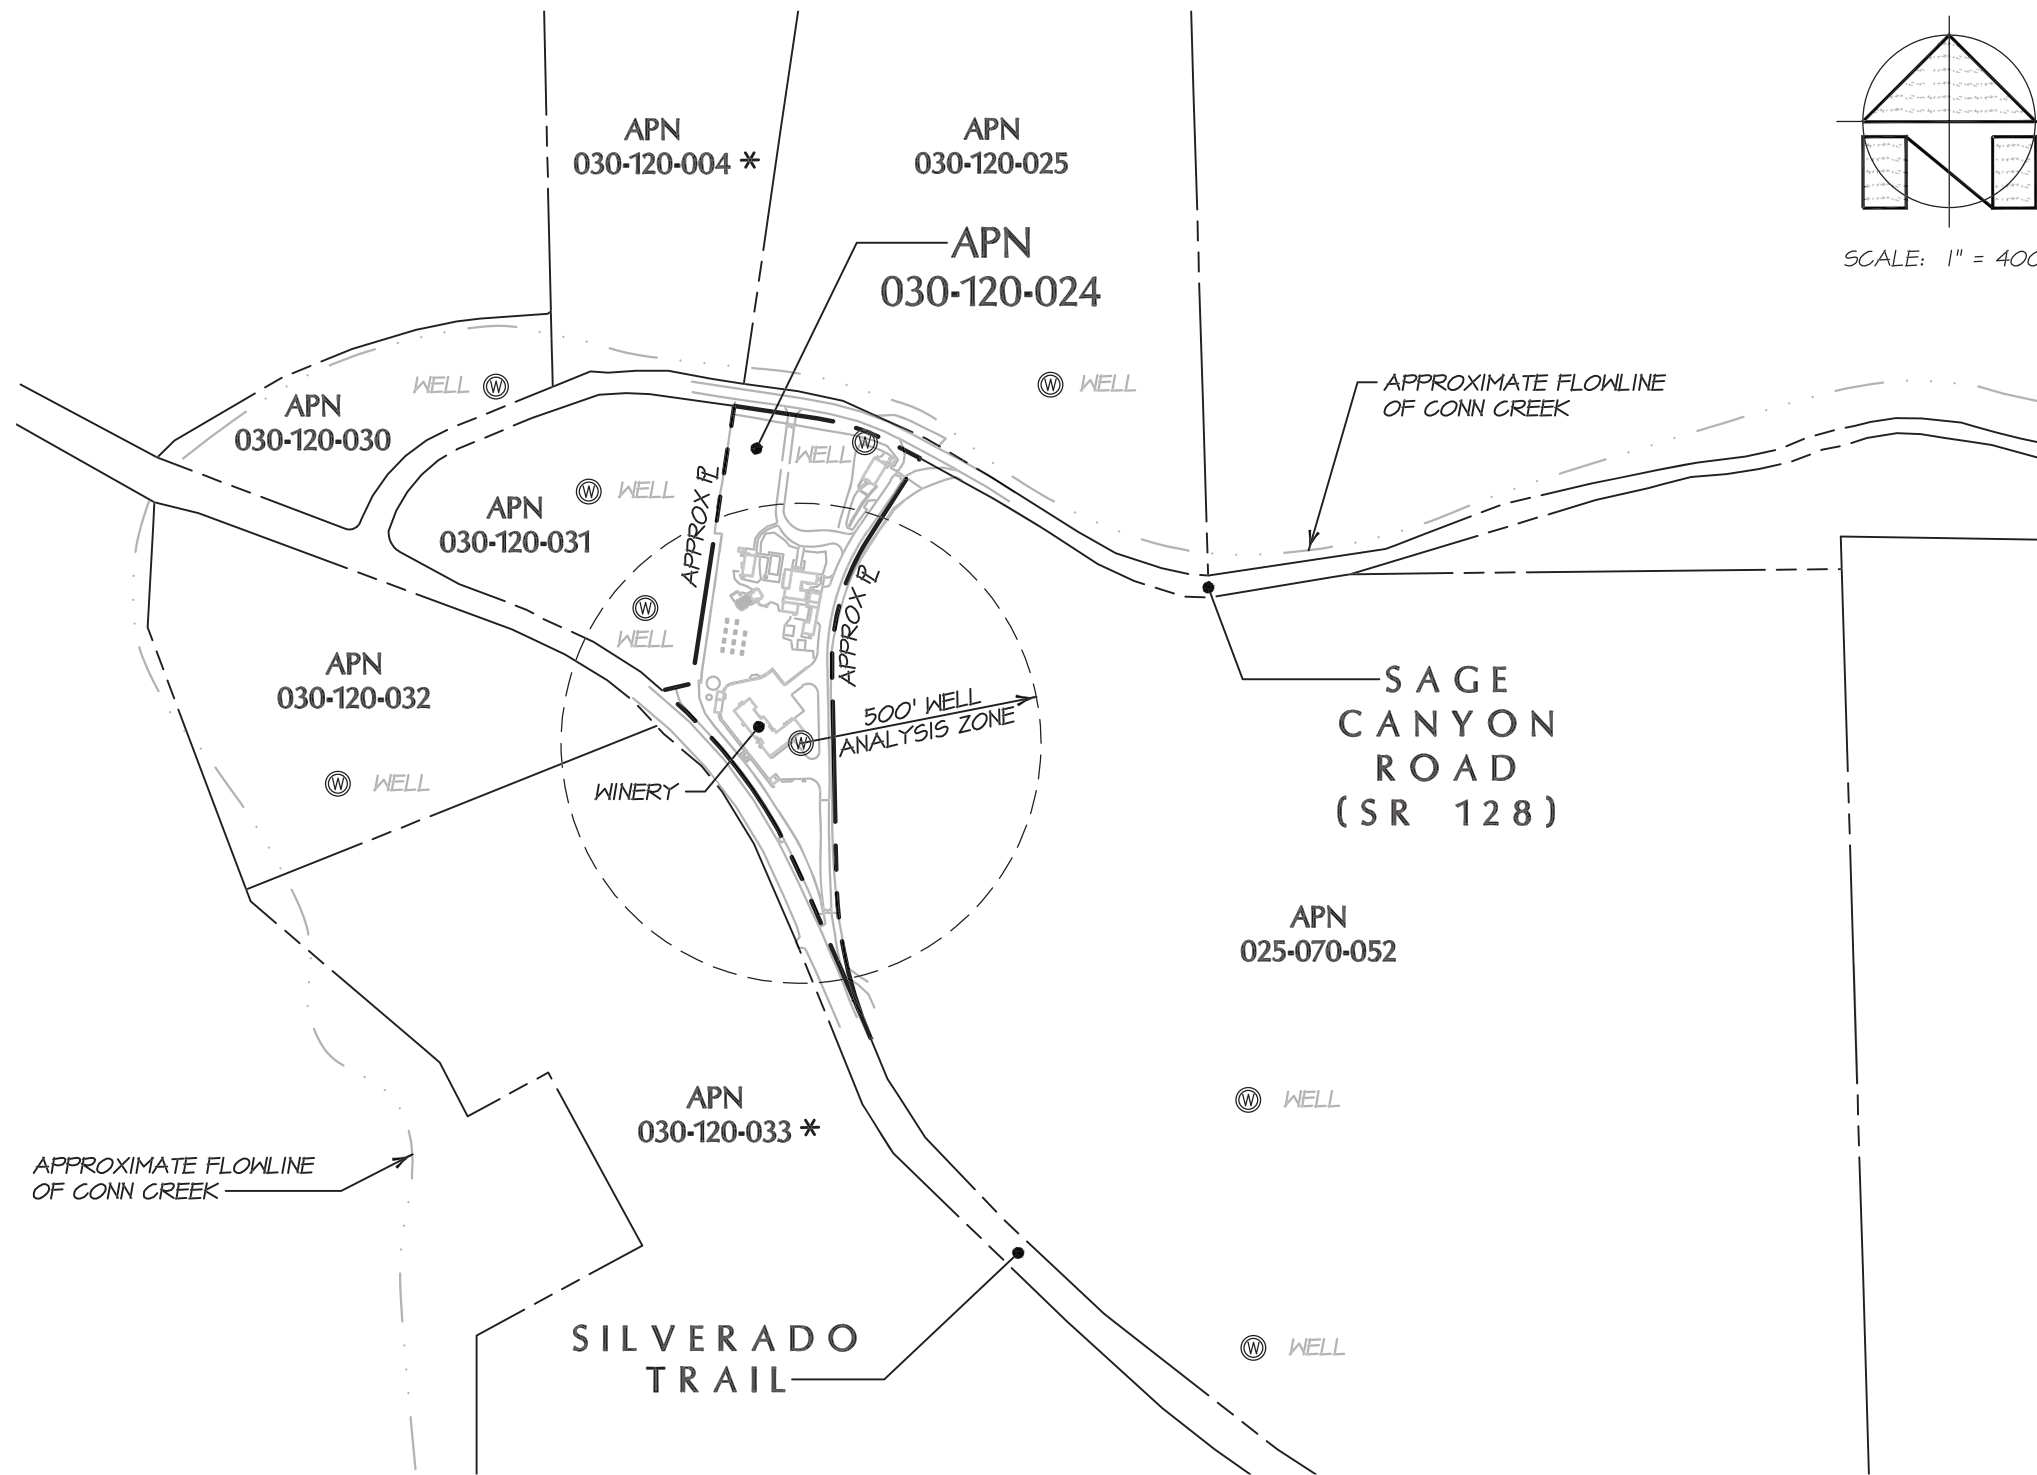 APN
030-120-004 *
APN
030-120-025
APN
030-120-024
SCALE: 1" = 400
WELL
APN
030-120-030
WELL
APPROXIMATE FLOWLINE
OF CONN CREEK
WELL
APPROX PL
WELL
APN
030-120-031
WELL
APPROX PL
APN
030-120-032
WELL
500' WELL
ANALYSIS ZONE
WINERY
SAGE
CANYON
ROAD
(SR 128)
APN
025-070-052
APN
030-120-033 *
WELL
APPROXIMATE FLOWLINE
OF CONN CREEK
SILVERADO
TRAIL
WELL
W
W
W
W
W
W
W
W
W